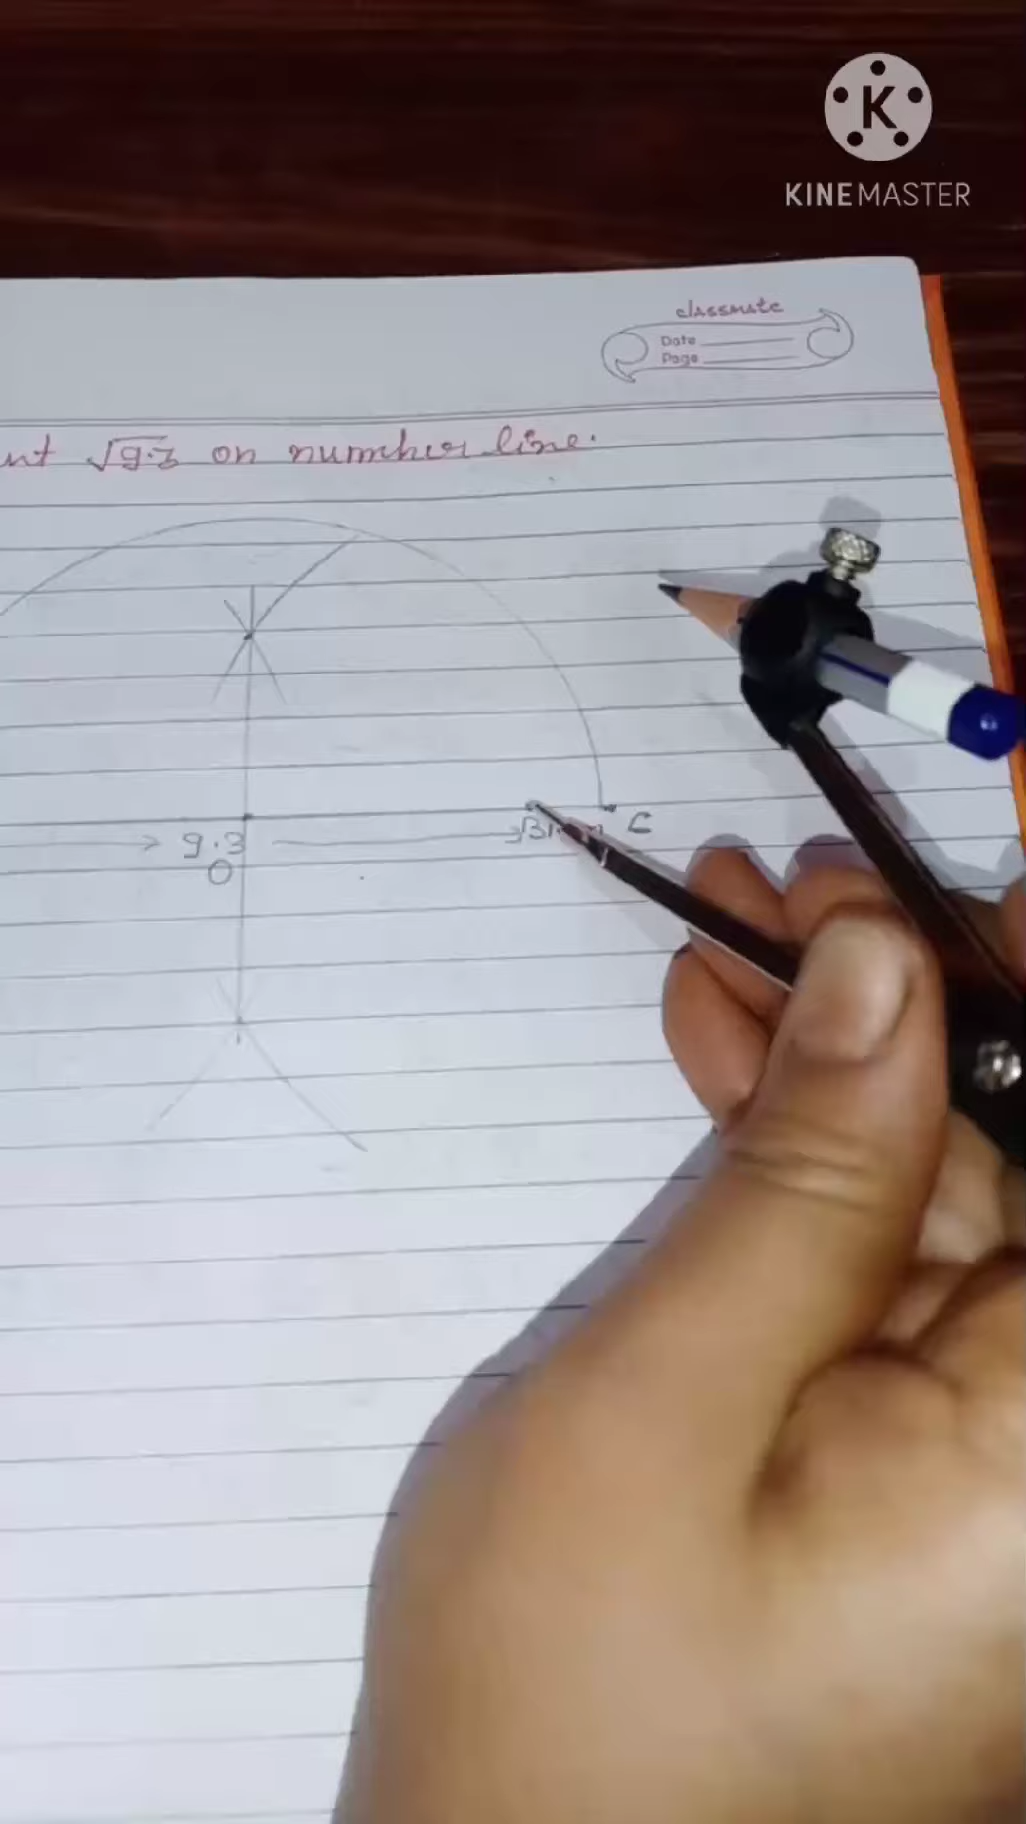 KINEMASTER
classmate
Date
Page
nt √9.3 on number line.
9.3
B
C
O